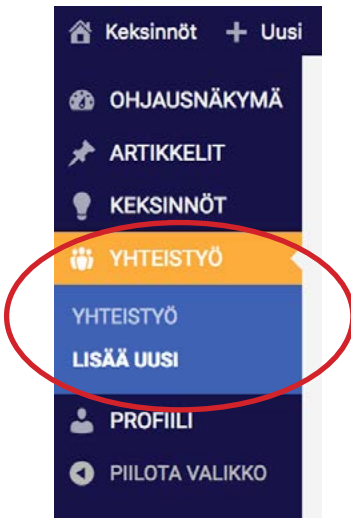 Keksinnöt + Uusi
OHJAUSNÄKYMÄ
ARTIKKELIT
KEKSINNÖT
YHTEISTYÖ
YHTEISTYÖ
LISÄÄ UUSI
PROFIILI
PIILOTA VALIKKO